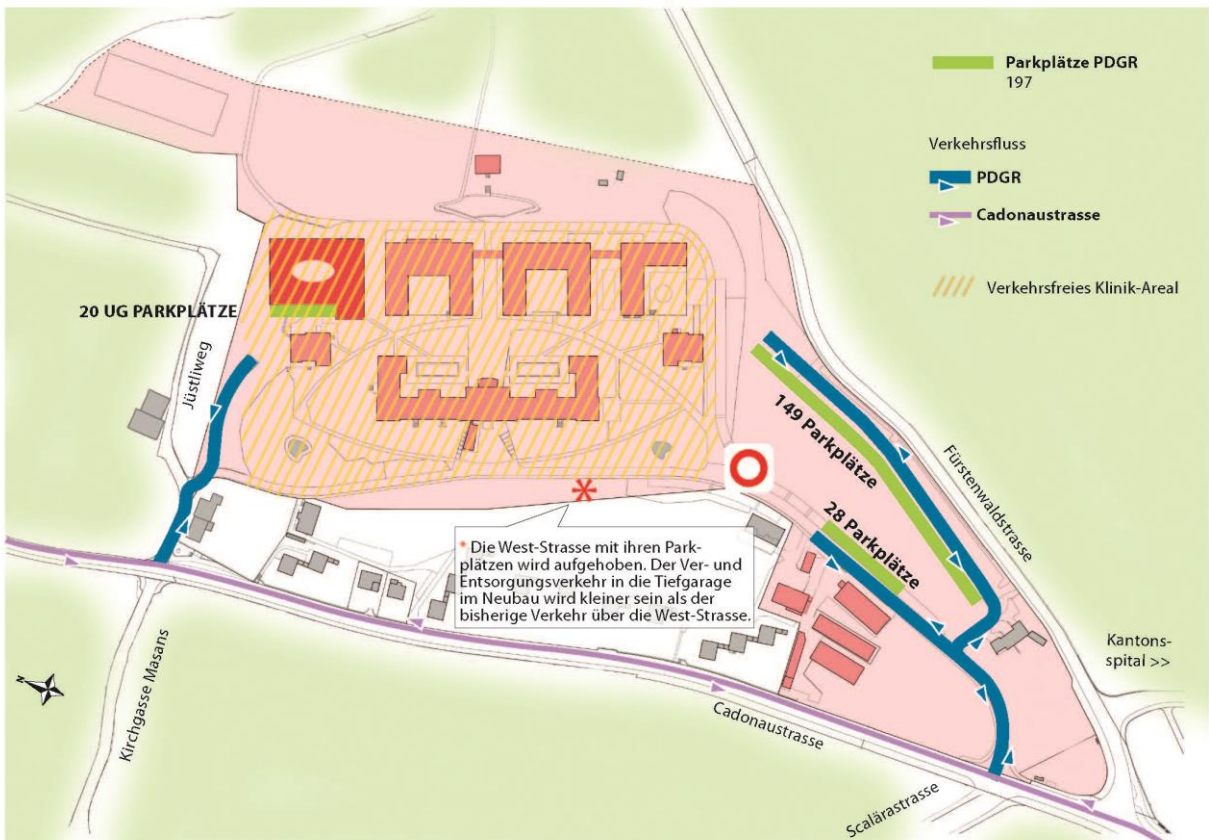 Parkplätze PDGR
197
Verkehrsfluss
PDGR
Cadonaustrasse
Verkehrsfreies Klinik-Areal
20 UG PARKPLÄTZE
Jüstliweg
149 Parkplätze
28 Parkplätze
Fürstenwaldstrasse
* Die West-Strasse mit ihren Park-
plätzen wird aufgehoben. Der Ver- und
Entsorgungsverkehr in die Tiefgarage
im Neubau wird kleiner sein als der
bisherige Verkehr über die West-Strasse.
Kantons-
spital >>
N
Kirchgasse Masans
Cadonaustrasse
Scalärastrasse